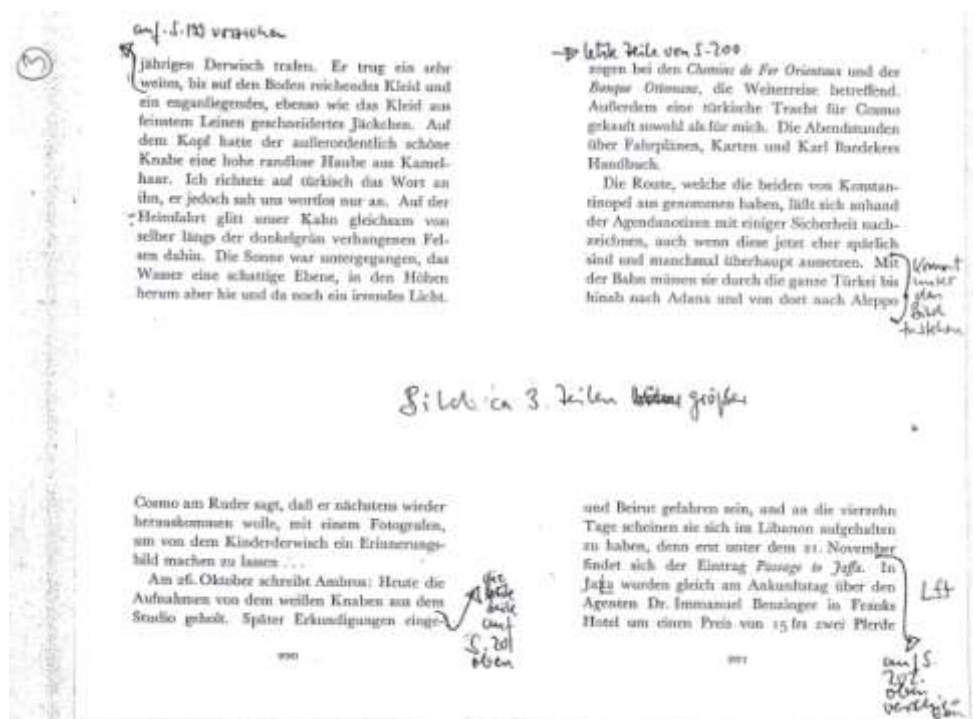 3
auf S. 199 vorziehen
jährigen Derwisch trafen. Er trug ein sehr
weites, bis auf den Boden reichendes Kleid und
ein enganliegendes, ebenso wie das Kleid aus
feinstem Leinen geschneidertes Jäckchen. Auf
dem Kopf hatte der außerordentlich schöne
Knabe eine hohe randlose Haube aus Kamel-
haar. Ich richtete auf türkisch das Wort an
ihn, er jedoch sah uns wortlos nur an. Auf der
Heimfahrt glitt unser Kahn gleichsam von
selber längs der dunkelgrün verhangenen Fel-
sen dahin. Die Sonne war untergegangen, das
Wasser eine schattige Ebene, in den Höhen
herum aber hie und da noch ein irrendes Licht.
letzte Zeile von S. 200
zogen bei den Chemins de Fer Orientaux und der
Banque Ottomane, die Weiterreise betreffend.
Außerdem eine türkische Tracht für Cosmo
gekauft sowohl als für mich. Die Abendstunden
über Fahrplänen, Karten und Karl Baedekers
Handbuch.
Die Route, welche die beiden von Konstan-
tinopel aus genommen haben, läßt sich anhand
der Agendanotizen mit einiger Sicherheit nach-
zeichnen, auch wenn diese jetzt eher spärlich
sind und manchmal überhaupt aussetzen. Mit
der Bahn müssen sie durch die ganze Türkei bis
hinab nach Adana und von dort nach Aleppo
kommt
unter
das
Bild
zu stehen
Bild ca 3 Zeilen größer
Cosmo am Ruder sagt, daß er nächstens wieder
herauskommen wolle, mit einem Fotografen,
um von dem Kinderderwisch ein Erinnerungs-
bild machen zu lassen . . .
Am 26. Oktober schreibt Ambros: Heute die
Aufnahmen von dem weißen Knaben aus dem
Studio geholt. Später Erkundigungen einge-
letzte
Zeile
auf
S. 201
oben
200
und Beirut gefahren sein, und an die vierzehn
Tage scheinen sie sich im Libanon aufgehalten
zu haben, denn erst unter dem 21. November
findet sich der Eintrag Passage to Jaffa. In
Jaffa wurden gleich am Ankunftstag über den
Agenten Dr. Immanuel Benzinger in Franks
Hotel um einen Preis von 15 frs zwei Pferde
201
auf S.
202
oben